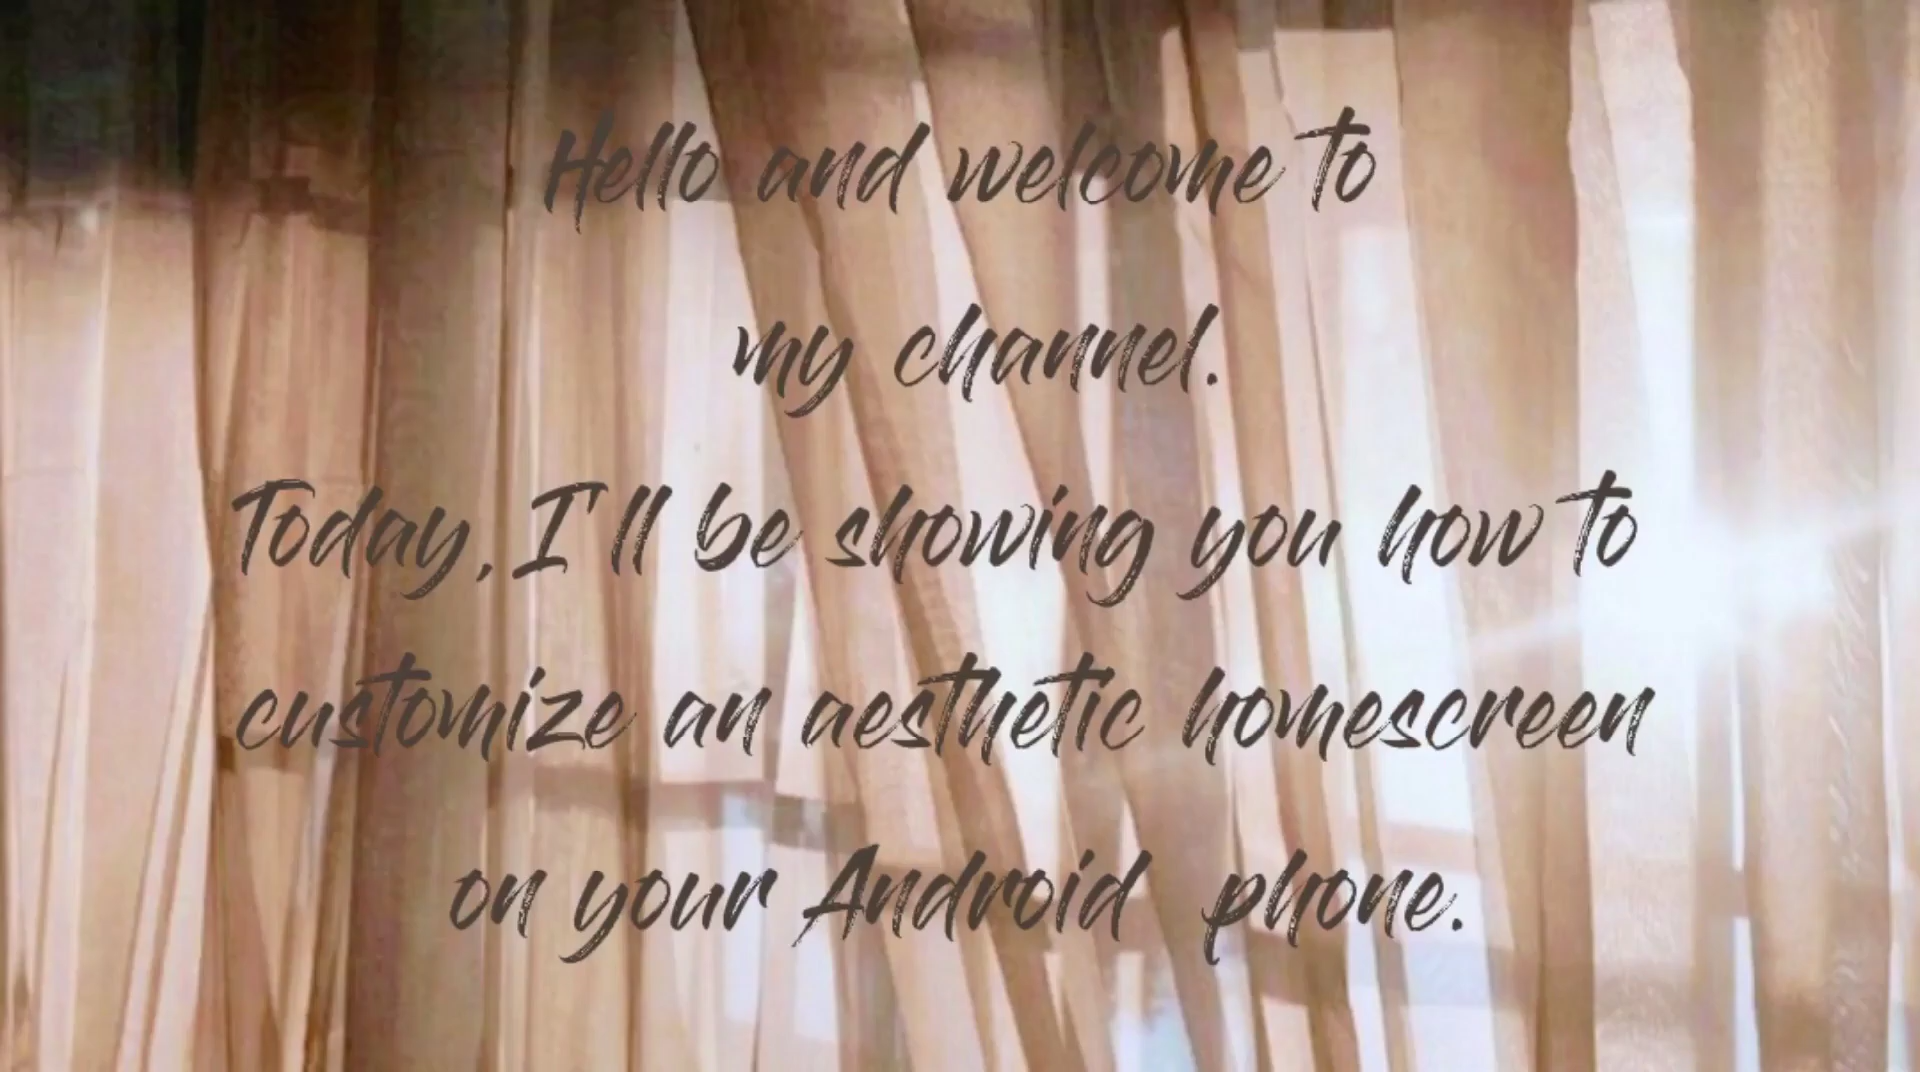 Hello and welcome to
my channel.
Today, I'll be showing you how to
customize an aesthetic homescreen
on your Android phone.